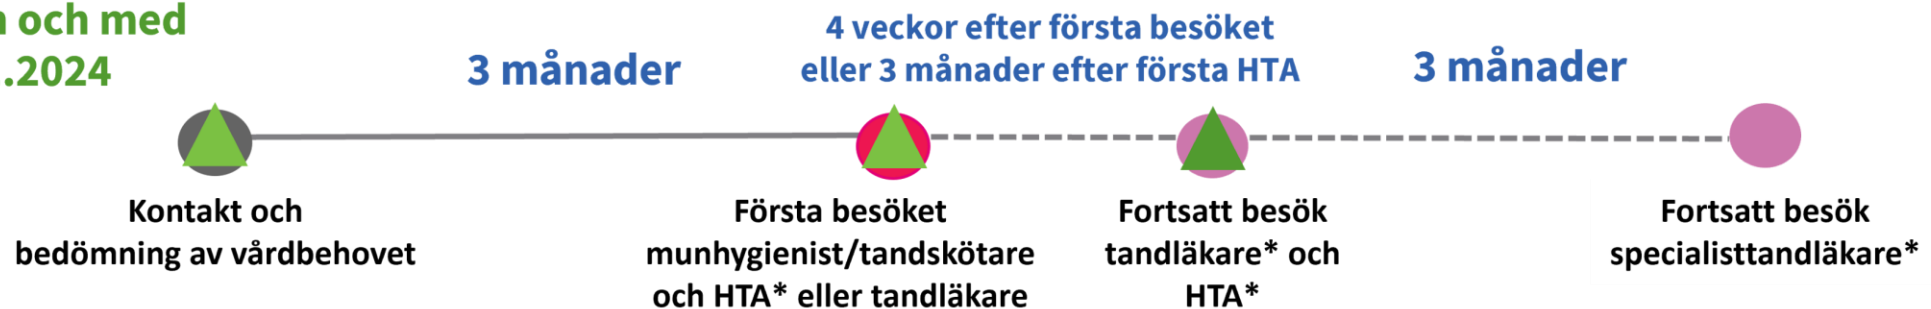 och med
.2024
3 månader
4 veckor efter första besöket
eller 3 månader efter första HTA
3 månader
Kontakt och
bedömning av vårdbehovet
Första besöket
munhygienist/tandskötare
och HTA* eller tandläkare
Fortsatt besök
tandläkare* och
HTA*
Fortsatt besök
specialisttandläkare*